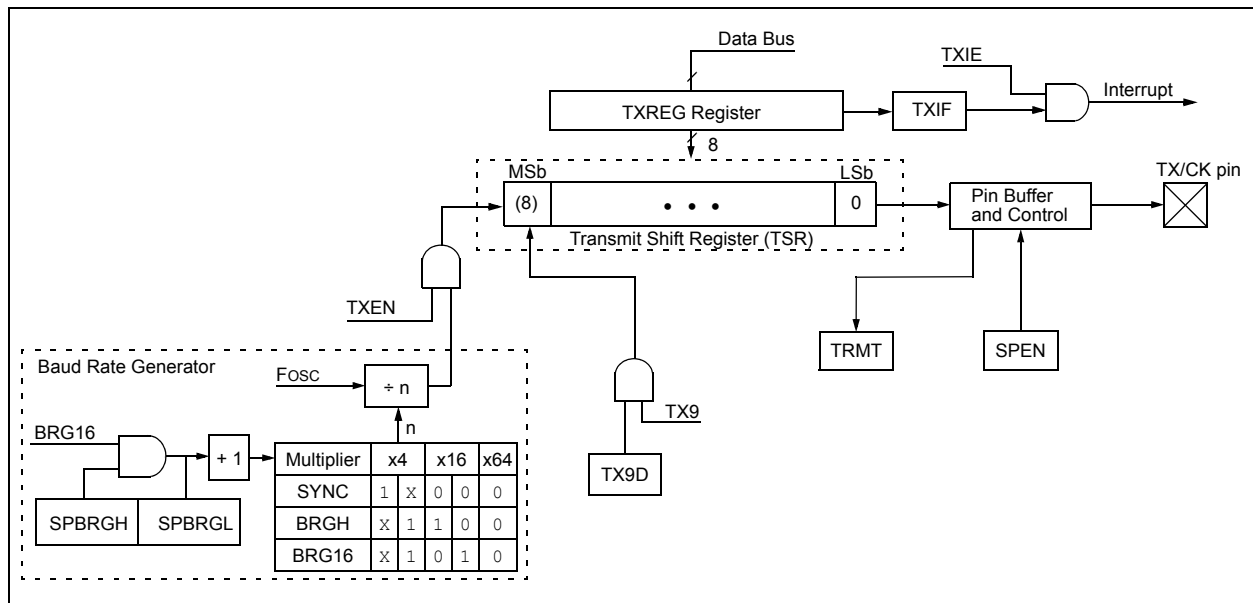 Data Bus
TXIE
Interrupt
TXREG Register
TXIF
8
MSb
LSb
TX/CK pin
(8)
• • •
0
Pin Buffer
and Control
Transmit Shift Register (TSR)
TXEN
TRMT
SPEN
Baud Rate Generator
FOSC
÷ n
TX9
n
BRG16
+ 1
Multiplier x4 x16 x64
TX9D
SYNC 1 X 0 0 0
SPBRGH SPBRGL
BRGH X 1 1 0 0
BRG16 X 1 0 1 0